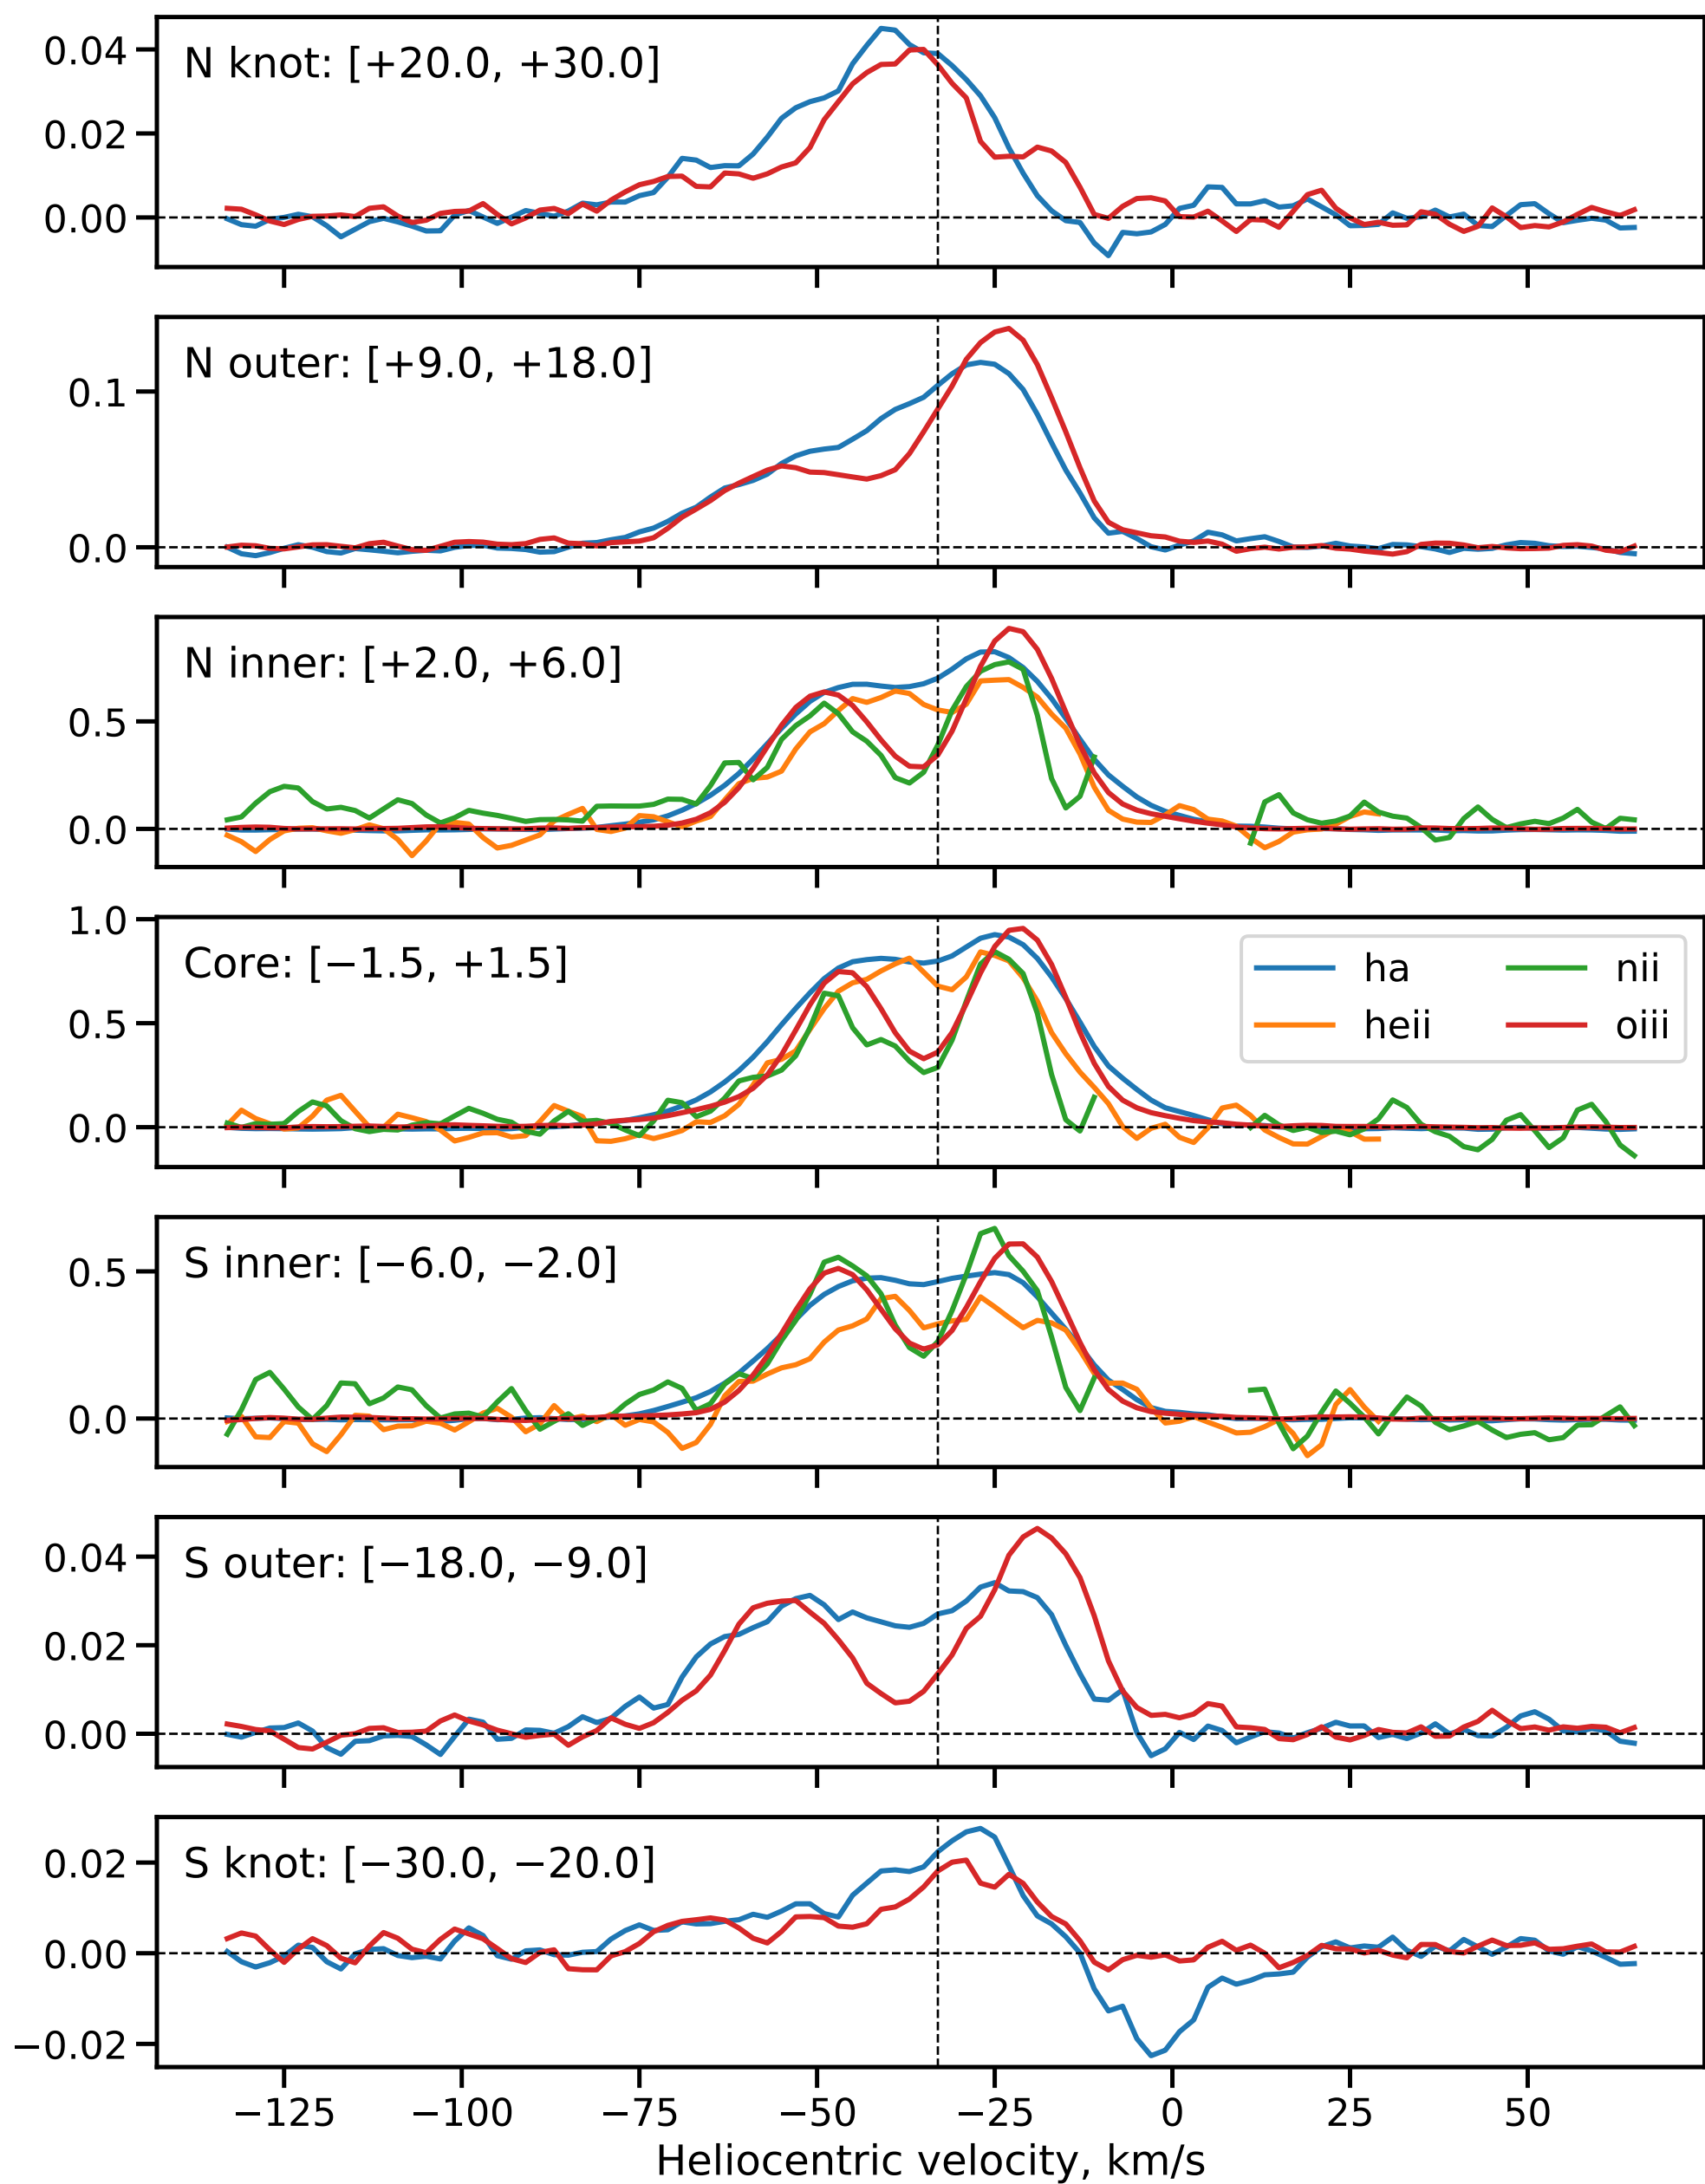 N knot: [+20.0, +30.0]
0.04
0.02
0.00
N outer: [+9.0, +18.0]
0.1
0.0
N inner: [+2.0, +6.0]
0.5
0.0
Core: [−1.5, +1.5]
1.0
0.5
0.0
ha nii
heii oiii
S inner: [−6.0, −2.0]
0.5
0.0
S outer: [−18.0, −9.0]
0.04
0.02
0.00
S knot: [−30.0, −20.0]
0.02
0.00
−0.02
−125 −100 −75 −50 −25 0 25 50
Heliocentric velocity, km/s